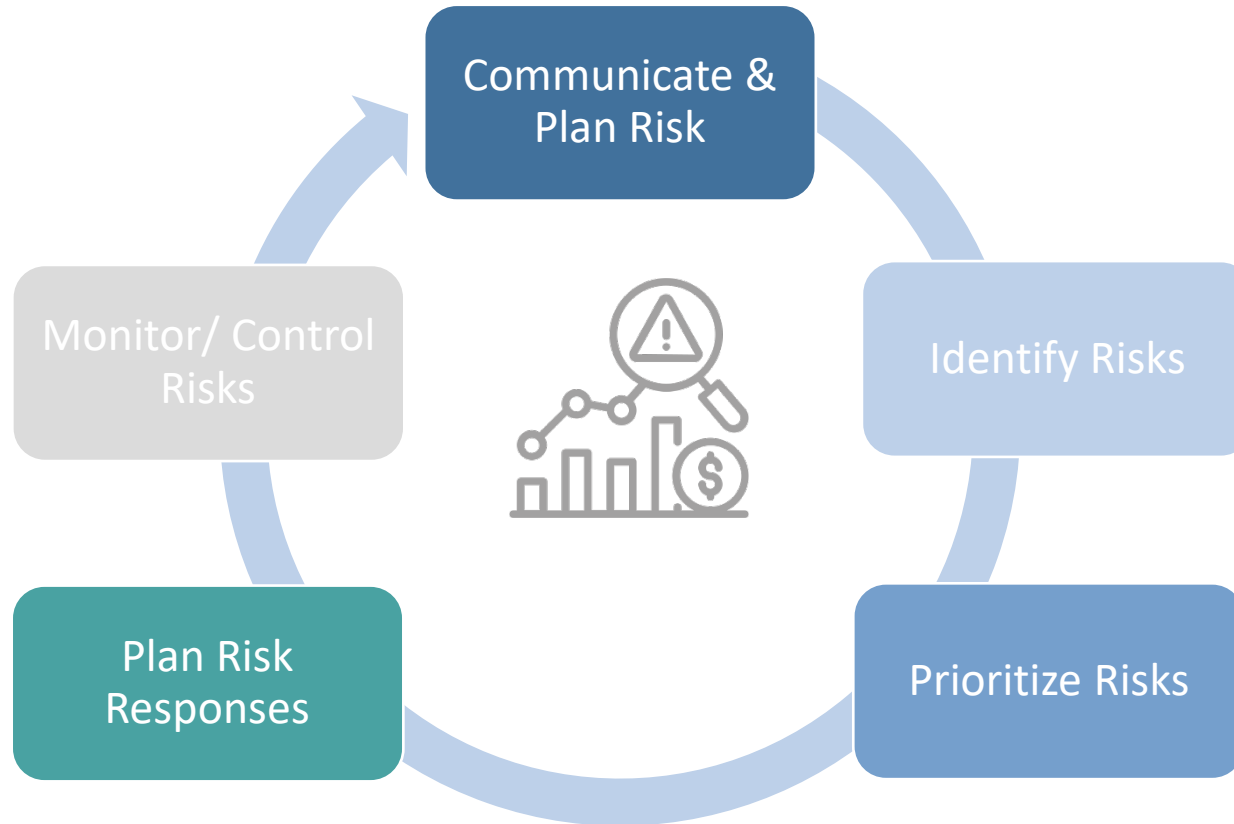 Communicate &
Plan Risk
Identify Risks
Prioritize Risks
Plan Risk
Responses
Monitor/ Control
Risks
$